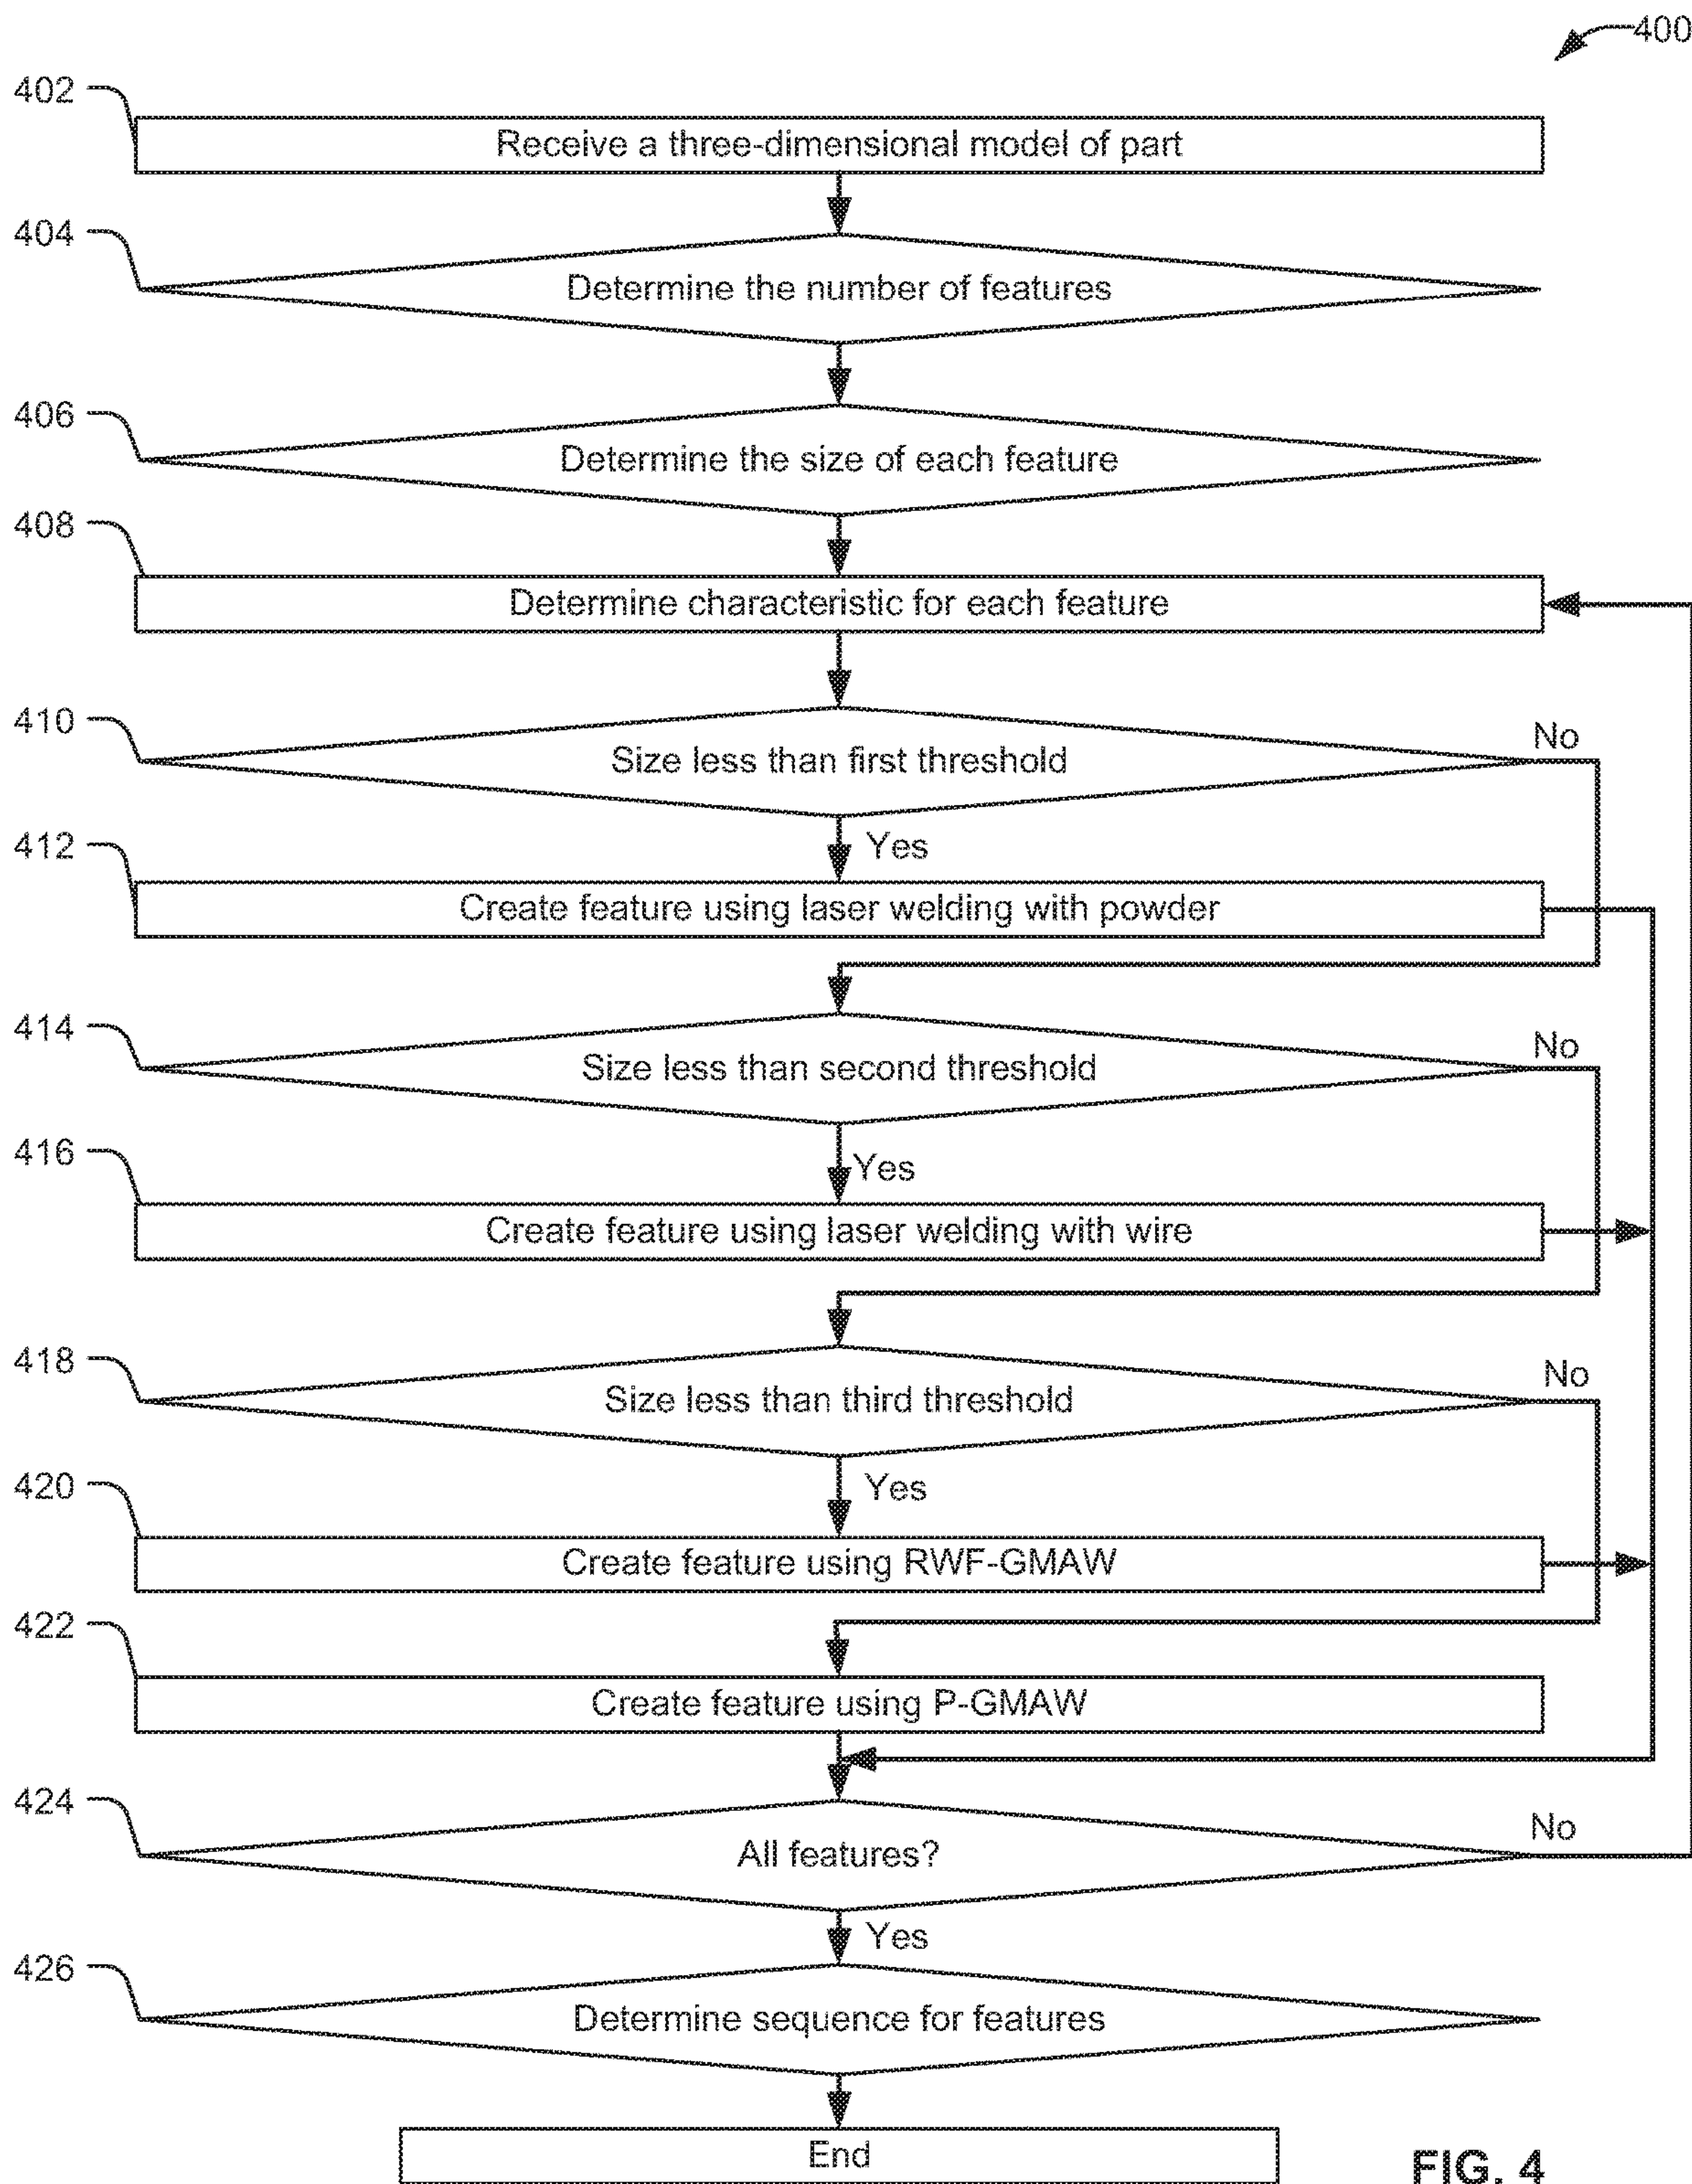 400
402
Receive a three-dimensional model of part
404
Determine the number of features
406
Determine the size of each feature
408
Determine characteristic for each feature
410
Size less than first threshold
No
Yes
412
Create feature using laser welding with powder
414
Size less than second threshold
No
Yes
416
Create feature using laser welding with wire
418
Size less than third threshold
No
Yes
420
Create feature using RWF-GMAW
422
Create feature using P-GMAW
424
All features?
No
Yes
426
Determine sequence for features
End
FIG. 4